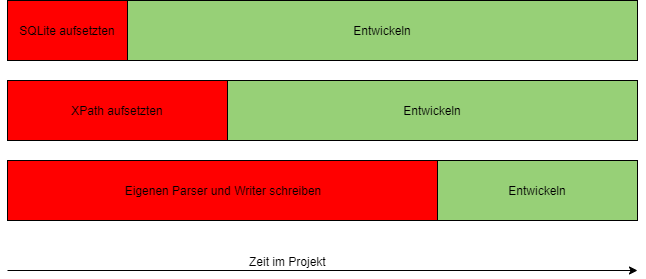 SQLite aufsetzten
Entwickeln
XPath aufsetzten
Entwickeln
Eigenen Parser und Writer schreiben
Entwickeln
Zeit im Projekt